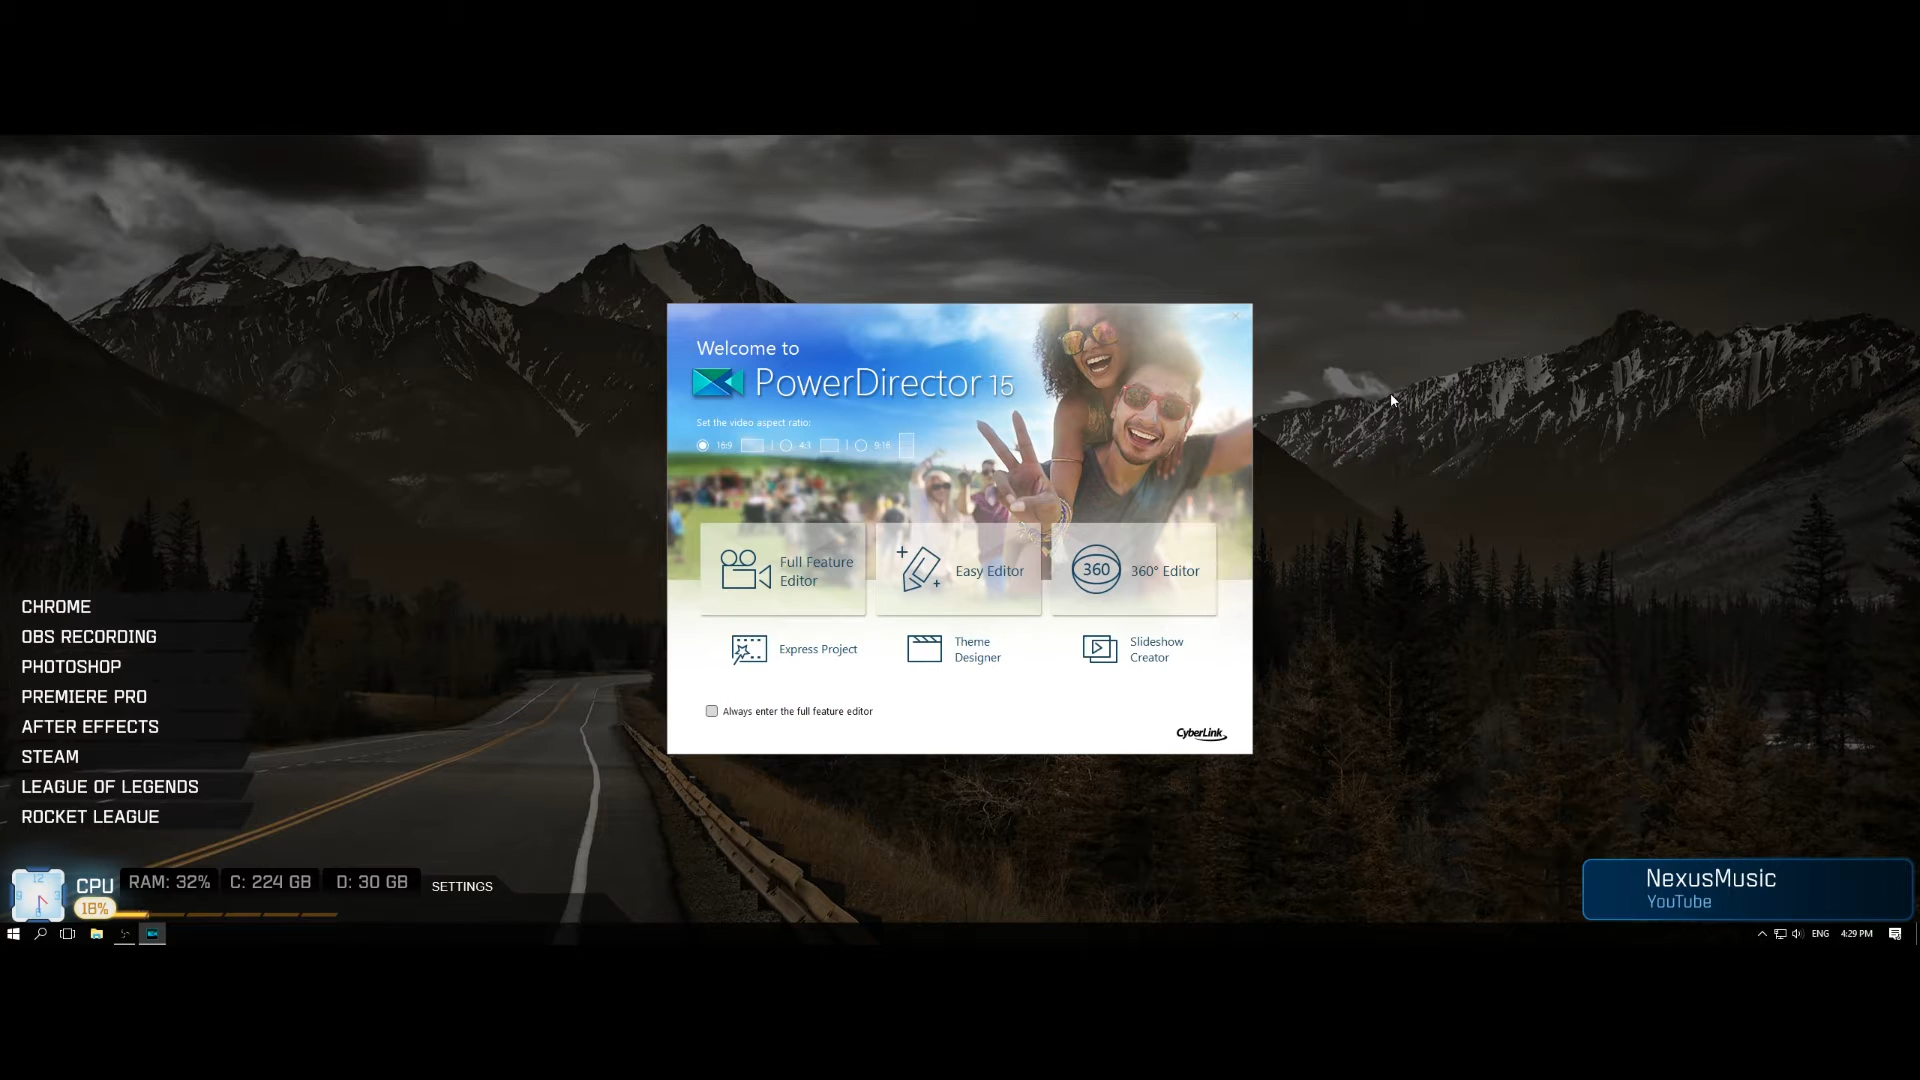 Welcome to
PowerDirector 15
Set the video aspect ratio:
16:9 | 4:3 | 9:16
Full Feature
Editor
Easy Editor
360
360° Editor
Express Project
Theme
Designer
Slideshow
Creator
Always enter the full feature editor
CyberLink
CHROME
OBS RECORDING
PHOTOSHOP
PREMIERE PRO
AFTER EFFECTS
STEAM
LEAGUE OF LEGENDS
ROCKET LEAGUE
12
CPU
18%
RAM: 32%
C: 224 GB
D: 30 GB
SETTINGS
NexusMusic
YouTube
ENG
4:29 PM